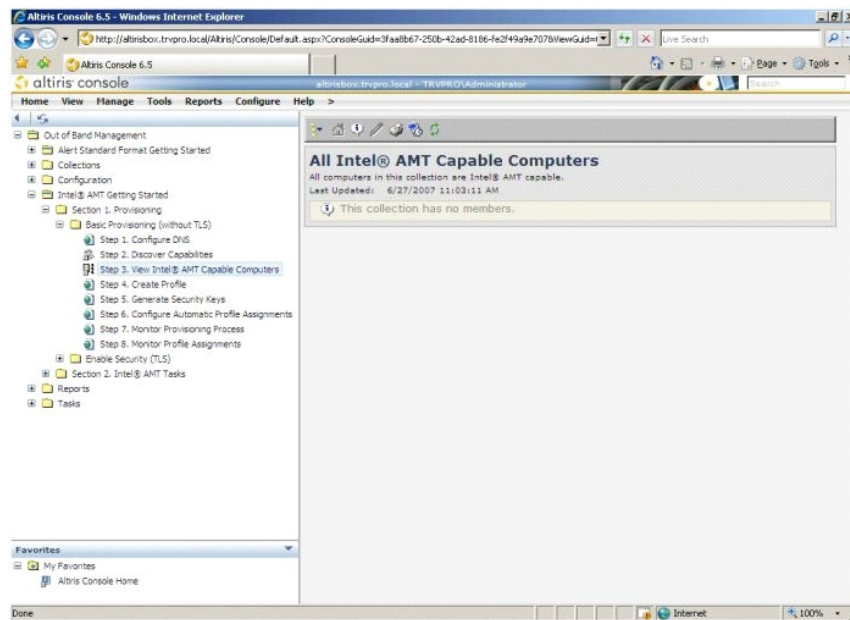 Altiris Console 6.5 - Windows Internet Explorer
http://altirisbox.trvpro.local/Altiris/Console/Default.aspx?ConsoleGuid=3faa8b67-250b-42ad-8186-fe2f49a9e707&ViewGuid=
Live Search
Altiris Console 6.5
Page
Tools
altiris console
altirisbox.trvpro.local - TRVPRO\Administrator
Search
Home View Manage Tools Reports Configure Help >
Out of Band Management
Alert Standard Format Getting Started
Collections
Configuration
Intel® AMT Getting Started
Section 1. Provisioning
Basic Provisioning (without TLS)
Step 1. Configure DNS
Step 2. Discover Capabilities
Step 3. View Intel® AMT Capable Computers
Step 4. Create Profile
Step 5. Generate Security Keys
Step 6. Configure Automatic Profile Assignments
Step 7. Monitor Provisioning Process
Step 8. Monitor Profile Assignments
Enable Security (TLS)
Section 2. Intel® AMT Tasks
Reports
Tasks
All Intel® AMT Capable Computers
All computers in this collection are Intel® AMT capable.
Last Updated: 6/27/2007 11:03:11 AM
This collection has no members.
Favorites
My Favorites
Altiris Console Home
Done
Internet
100%